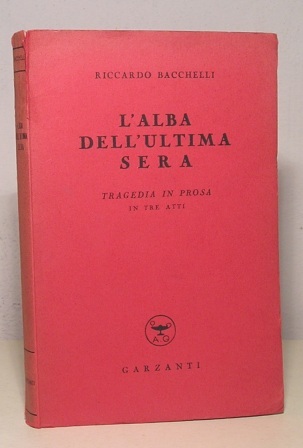 RICCARDO BACCHELLI
L'ALBA
DELL'ULTIMA
SERA
TRAGEDIA IN PROSA
IN TRE ATTI
GARZANTI